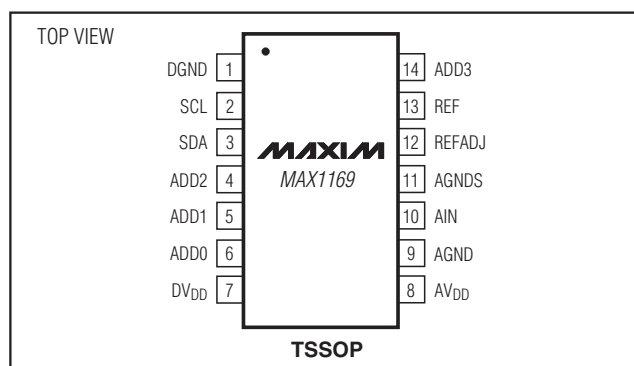 TOP VIEW
DGND 1
SCL 2
SDA 3
ADD2 4
ADD1 5
ADD0 6
DVDD 7
MAXIM
MAX1169
14 ADD3
13 REF
12 REFADJ
11 AGNDS
10 AIN
9 AGND
8 AVDD
TSSOP